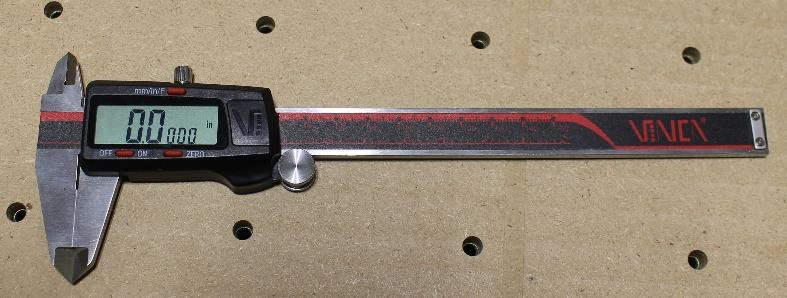 mm/in/F
0.0000 in
OFF ON ZERO
VINCA